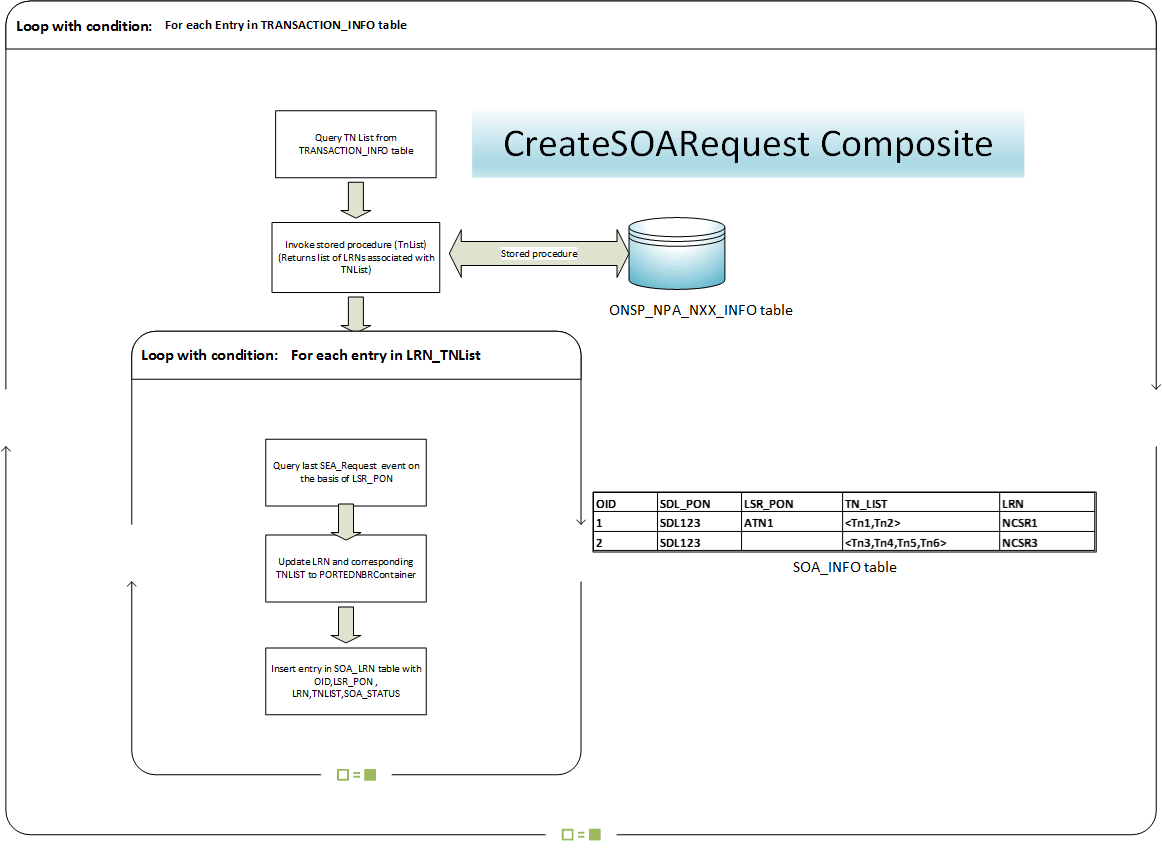 Loop with condition: For each Entry in TRANSACTION_INFO table
Query TN List from
TRANSACTION_INFO table
CreateSOARequest Composite
Invoke stored procedure (TnList)
(Returns list of LRNs associated with
TNList)
Stored procedure
ONSP_NPA_NXX_INFO table
Loop with condition: For each entry in LRN_TNList
Query last SEA_Request event on
the basis of LSR_PON
Update LRN and corresponding
TNLIST to PORTEDNBRContainer
Insert entry in SOA_LRN table with
OID,LSR_PON ,
LRN,TNLIST,SOA_STATUS
OID SDL_PON LSR_PON TN_LIST LRN
1 SDL123 ATN1 <Tn1,Tn2> NCSR1
2 SDL123 <Tn3,Tn4,Tn5,Tn6> NCSR3
SOA_INFO table
=
=